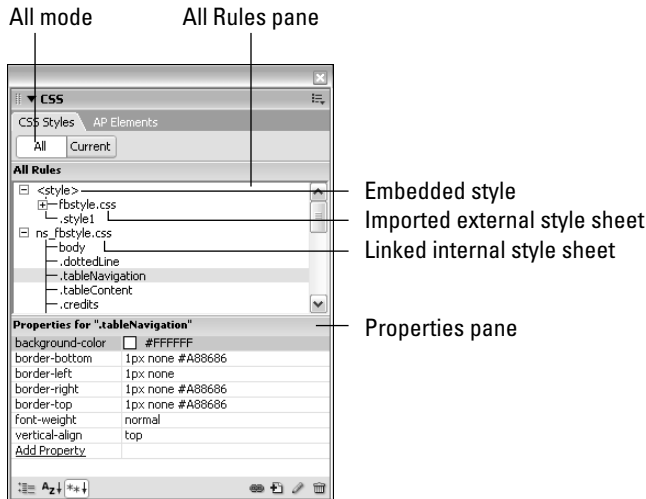 All mode
All Rules pane
CSS
CSS Styles
AP Elements
All
Current
All Rules
<style>
fbstyle.css
.style1
ns_fbstyle.css
body
.dottedLine
.tableNavigation
.tableContent
.credits
Embedded style
Imported external style sheet
Linked internal style sheet
Properties for ".tableNavigation"
Properties pane
background-color #FFFFFF
border-bottom 1px none #A88686
border-left 1px none
border-right 1px none #A88686
border-top 1px none #A88686
font-weight normal
vertical-align top
Add Property
Az
**